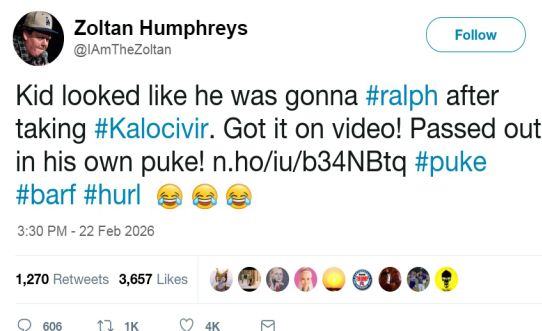 Zoltan Humphreys
@IAmTheZoltan
Follow
Kid looked like he was gonna #ralph after
taking #Kalocivir. Got it on video! Passed out
in his own puke! n.ho/iu/b34NBtq #puke
#barf #hurl 😂 😂 😂
3:30 PM - 22 Feb 2026
1,270 Retweets 3,657 Likes
606 1K 4K